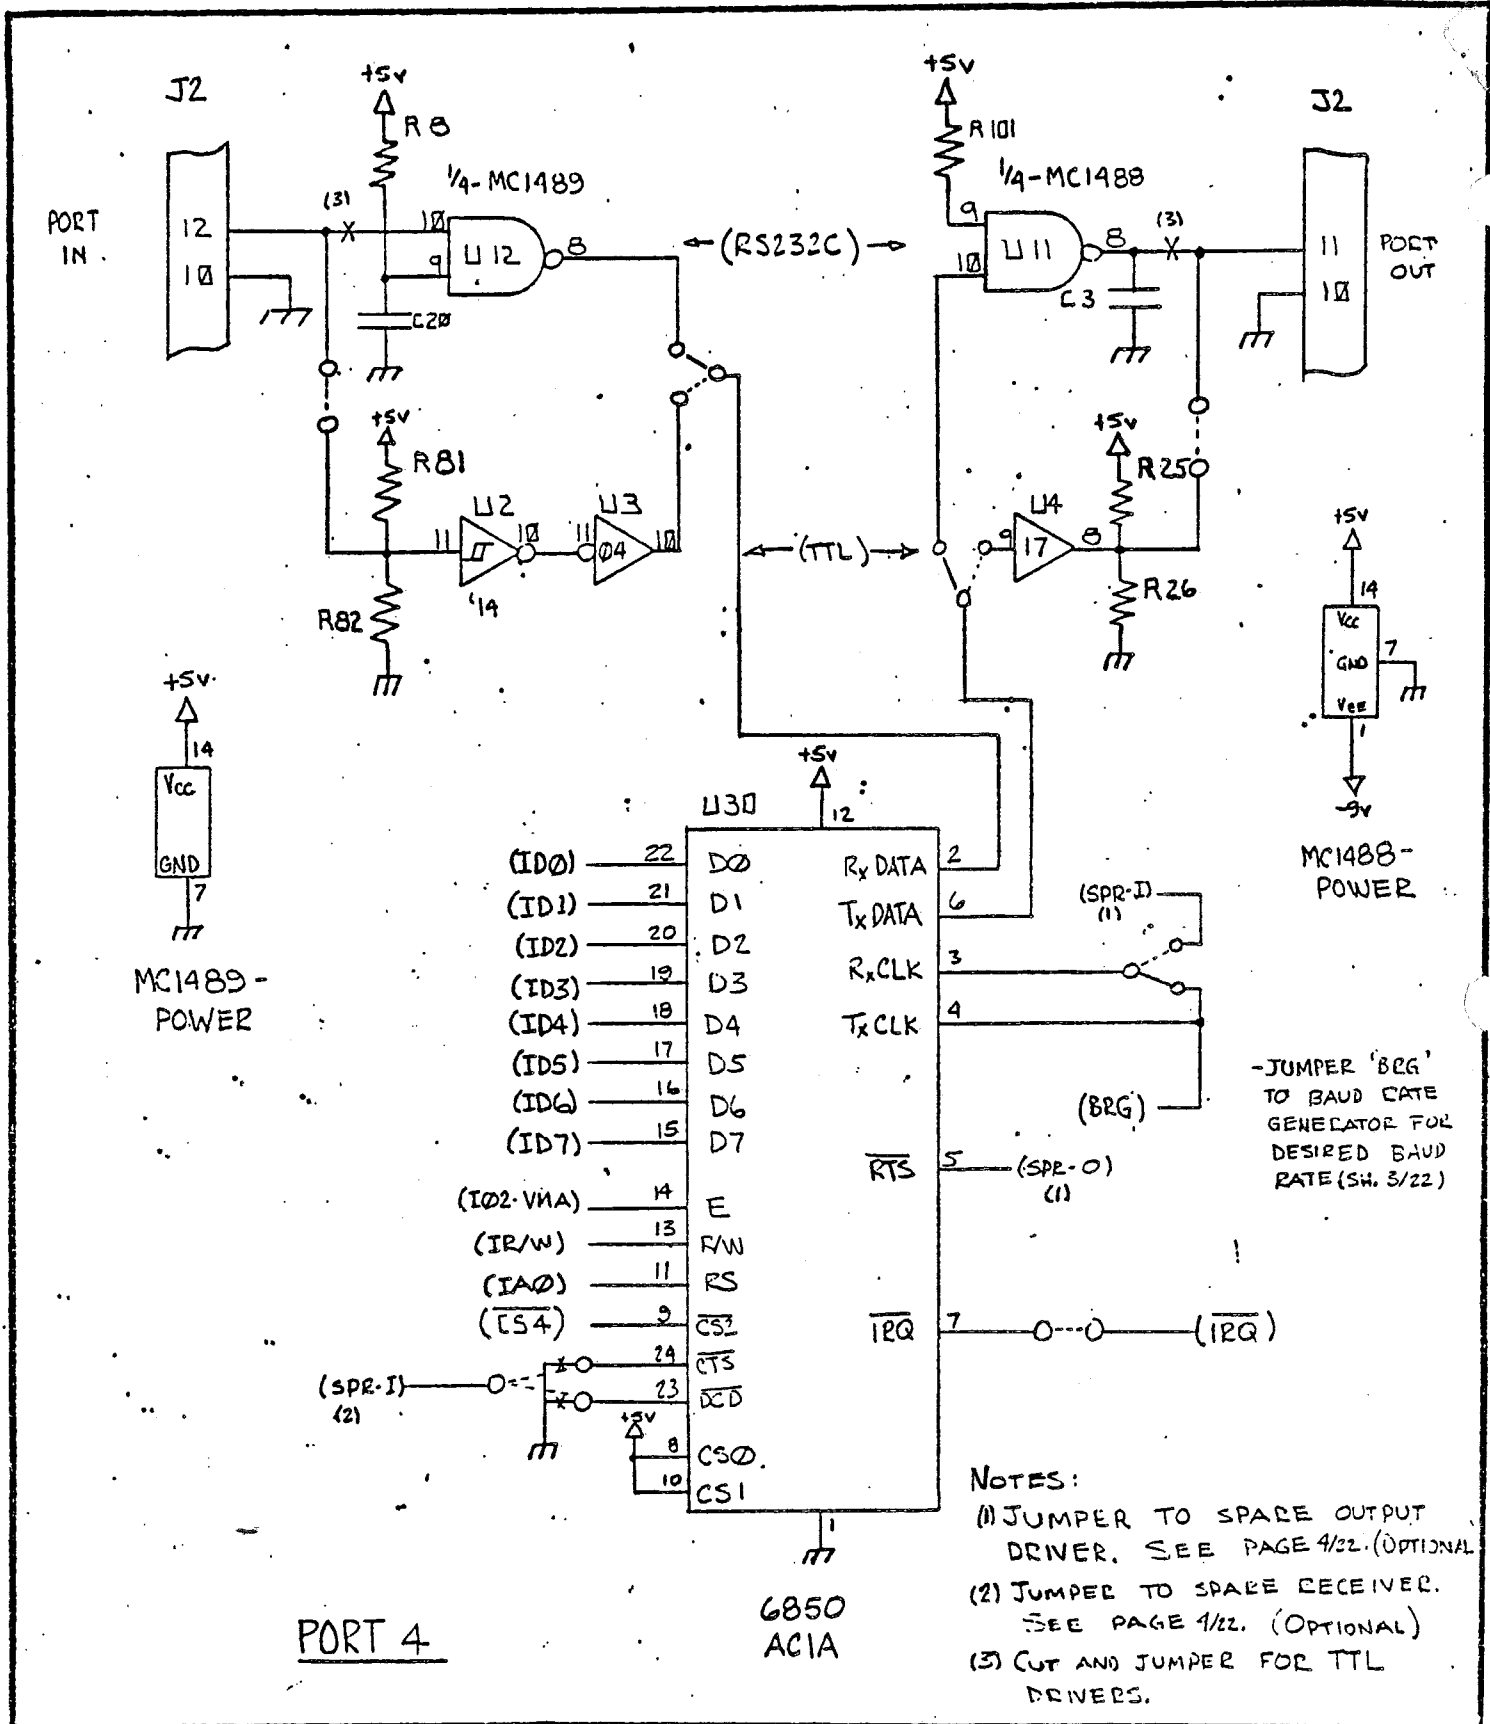 J2
+5v
R8
1/4-MC1489
(3)
PORT
IN
12
10
10
9
U12
8
C20
+5v
R81
R82
11
U2
10
'14
11
U3
04
10
←(RS232C)→
←(TTL)→
+5v
R101
1/4-MC1488
9
10
U11
8
(3)
C3
J2
11
10
PORT
OUT
+5v
R25
R26
U4
9
17
8
+5v
14
Vcc
GND
7
VEE
1
-9v
MC1488-
POWER
+5v
14
Vcc
GND
7
MC1489-
POWER
+5v
12
U30
(ID0) 22 D0
(ID1) 21 D1
(ID2) 20 D2
(ID3) 19 D3
(ID4) 18 D4
(ID5) 17 D5
(ID6) 16 D6
(ID7) 15 D7
(IØ2·VMA) 14 E
(IR/W) 13 R/W
(IA0) 11 RS
(CS4) 9 CS2
24 CTS
(SPR-I)
(2)
23 DCD
+5v
8 CS0
10 CS1
RxDATA 2
TxDATA 6
RxCLK 3
TxCLK 4
RTS 5 (SPR-O)
(1)
IRQ 7 (IRQ)
1
(SPR-I)
(1)
(BRG)
-JUMPER 'BRG'
TO BAUD RATE
GENERATOR FOR
DESIRED BAUD
RATE (SH. 3/22)
6850
ACIA
PORT 4
NOTES:
(1) JUMPER TO SPARE OUTPUT
DRIVER. SEE PAGE 4/22. (OPTIONAL
(2) JUMPER TO SPARE RECEIVER.
SEE PAGE 4/22. (OPTIONAL)
(3) CUT AND JUMPER FOR TTL
DRIVERS.